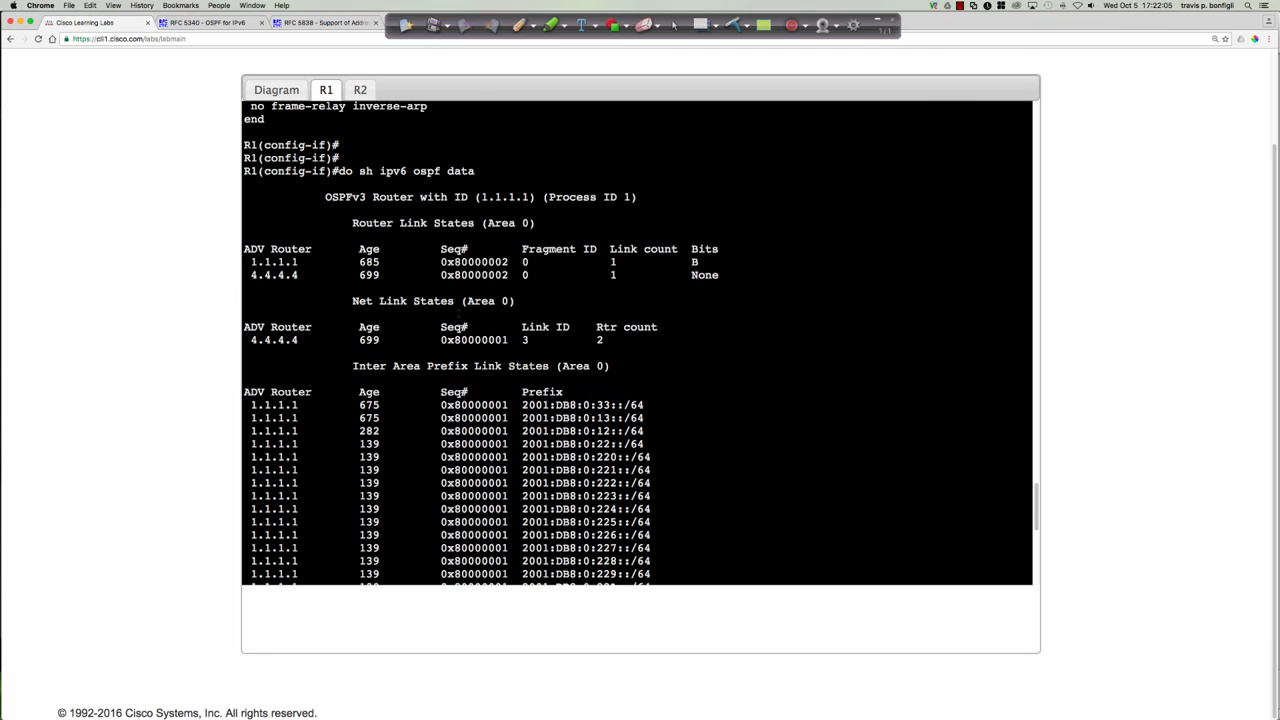 Chrome File Edit View History Bookmarks People Window Help
Wed Oct 5 17:22:05 travis p. bonfigli
Cisco Learning Labs
RFC 5340 - OSPF for IPv6
RFC 5838 - Support of Addre
https://cll1.cisco.com/labs/labmain
Diagram R1 R2
no frame-relay inverse-arp
end
R1(config-if)#
R1(config-if)#
R1(config-if)#do sh ipv6 ospf data
OSPFv3 Router with ID (1.1.1.1) (Process ID 1)
Router Link States (Area 0)
ADV Router Age Seq# Fragment ID Link count Bits
1.1.1.1 685 0x80000002 0 1 B
4.4.4.4 699 0x80000002 0 1 None
Net Link States (Area 0)
ADV Router Age Seq# Link ID Rtr count
4.4.4.4 699 0x80000001 3 2
Inter Area Prefix Link States (Area 0)
ADV Router Age Seq# Prefix
1.1.1.1 675 0x80000001 2001:DB8:0:33::/64
1.1.1.1 675 0x80000001 2001:DB8:0:13::/64
1.1.1.1 282 0x80000001 2001:DB8:0:12::/64
1.1.1.1 139 0x80000001 2001:DB8:0:22::/64
1.1.1.1 139 0x80000001 2001:DB8:0:220::/64
1.1.1.1 139 0x80000001 2001:DB8:0:221::/64
1.1.1.1 139 0x80000001 2001:DB8:0:222::/64
1.1.1.1 139 0x80000001 2001:DB8:0:223::/64
1.1.1.1 139 0x80000001 2001:DB8:0:224::/64
1.1.1.1 139 0x80000001 2001:DB8:0:225::/64
1.1.1.1 139 0x80000001 2001:DB8:0:226::/64
1.1.1.1 139 0x80000001 2001:DB8:0:227::/64
1.1.1.1 139 0x80000001 2001:DB8:0:228::/64
1.1.1.1 139 0x80000001 2001:DB8:0:229::/64
© 1992-2016 Cisco Systems, Inc. All rights reserved.